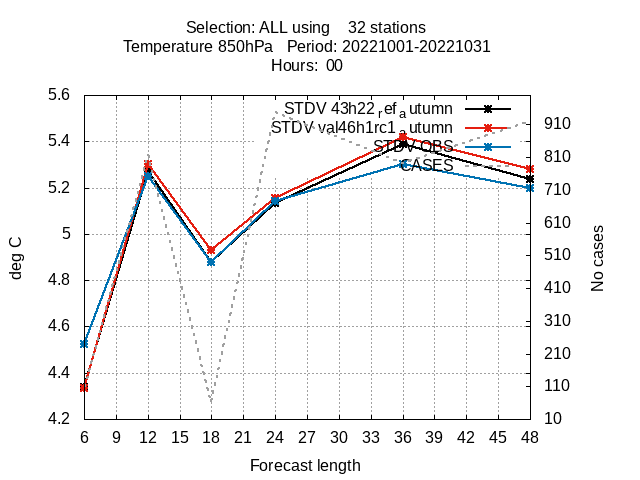 Selection: ALL using    32 stations
Temperature 850hPa   Period: 20221001-20221031
Hours:  00
STDV 43h22ref_autumn
STDV val46h1rc1_autumn
STDV OBS
CASES
5.6
5.4
5.2
5
4.8
4.6
4.4
4.2
deg C
910
810
710
610
510
410
310
210
110
10
No cases
6 9 12 15 18 21 24 27 30 33 36 39 42 45 48
Forecast length